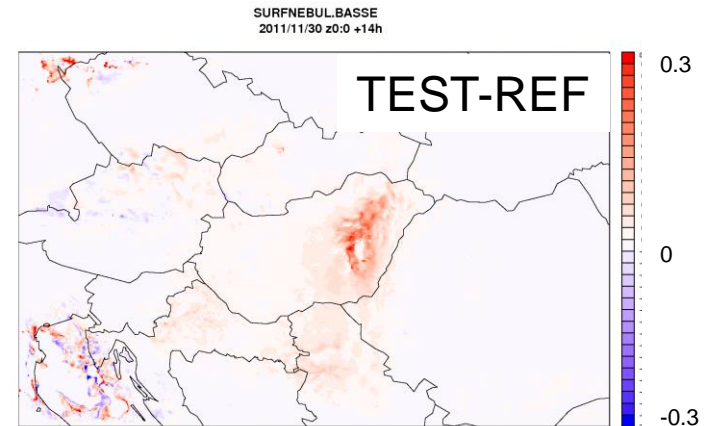 SURFNEBUL.BASSE
2011/11/30 z0:0 +14h
TEST-REF
0.3
0
-0.3